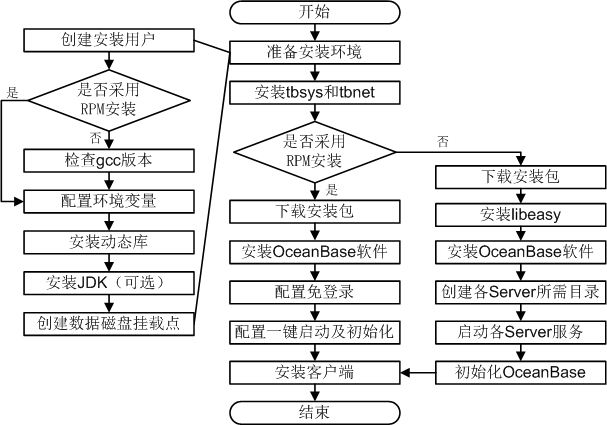 开始
创建安装用户
准备安装环境
是
是否采用
RPM安装
安装tbsys和tbnet
否
检查gcc版本
配置环境变量
安装动态库
安装JDK（可选）
创建数据磁盘挂载点
是否采用
RPM安装
否
是
下载安装包
安装OceanBase软件
配置免登录
配置一键启动及初始化
安装客户端
结束
下载安装包
安装libeasy
安装OceanBase软件
创建各Server所需目录
启动各Server服务
初始化OceanBase